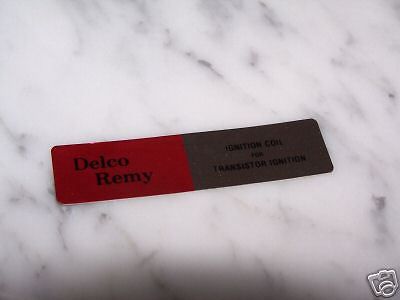 Delco
Remy
IGNITION COIL
FOR
TRANSISTOR IGNITION